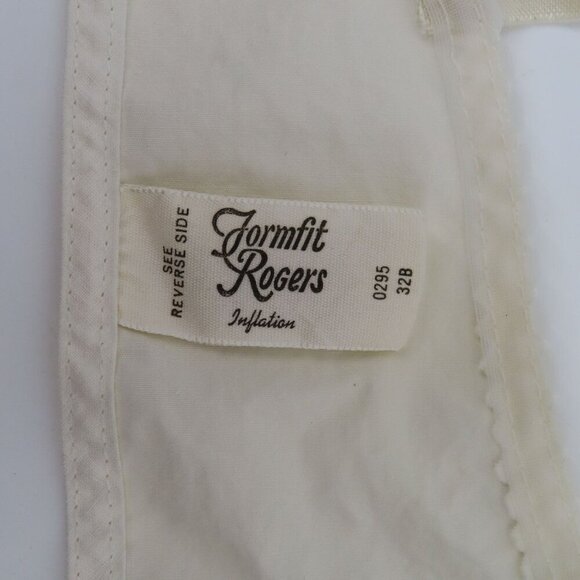 SEE
REVERSE SIDE
Formfit
Rogers
Inflation
0295
32B